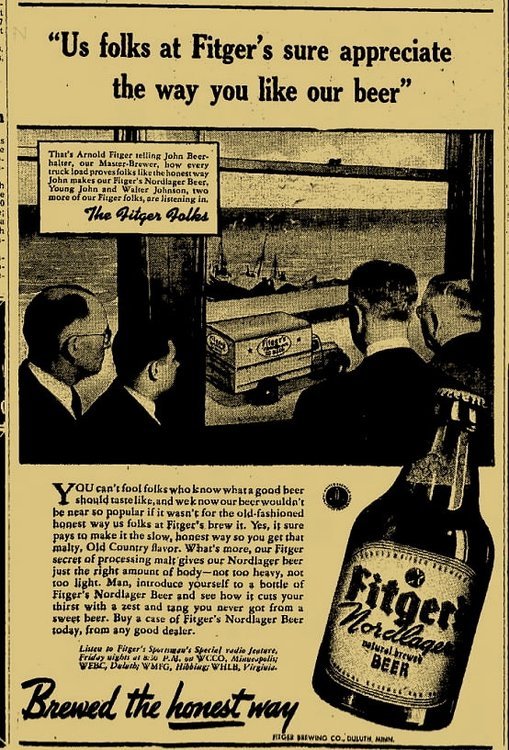 “Us folks at Fitger’s sure appreciate
the way you like our beer”
That’s Arnold Fitger telling John Beer-
halter, our Master-Brewer, how every
truck load proves folks like the honest way
John makes our Fitger’s Nordlager Beer,
Young John and Walter Johnson, two
more of our Fitger folks, are listening in.
The Fitger Folks
Fitger’s
YOU can’t fool folks who know what a good beer
should taste like, and we know our beer wouldn’t
be near so popular if it wasn’t for the old-fashioned
honest way us folks at Fitger’s brew it. Yes, it sure
pays to make it the slow, honest way so you get that
malty, Old Country flavor. What’s more, our Fitger
secret of processing malt gives our Nordlager beer
just the right amount of body—not too heavy, not
too light. Man, introduce yourself to a bottle of
Fitger’s Nordlager Beer and see how it cuts your
thirst with a zest and tang you never got from a
sweet beer. Buy a case of Fitger’s Nordlager Beer
today, from any good dealer.
Listen to Fitger’s Sportsman’s Special radio feature,
Friday nights at P.M. on WCCO, Minneapolis;
WEBC, Duluth; WMFG, Hibbing; WHLB, Virginia.
Fitger's
Nordlager
natural brewed
BEER
Brewed the honest way
FITGER BREWING CO., DULUTH, MINN.